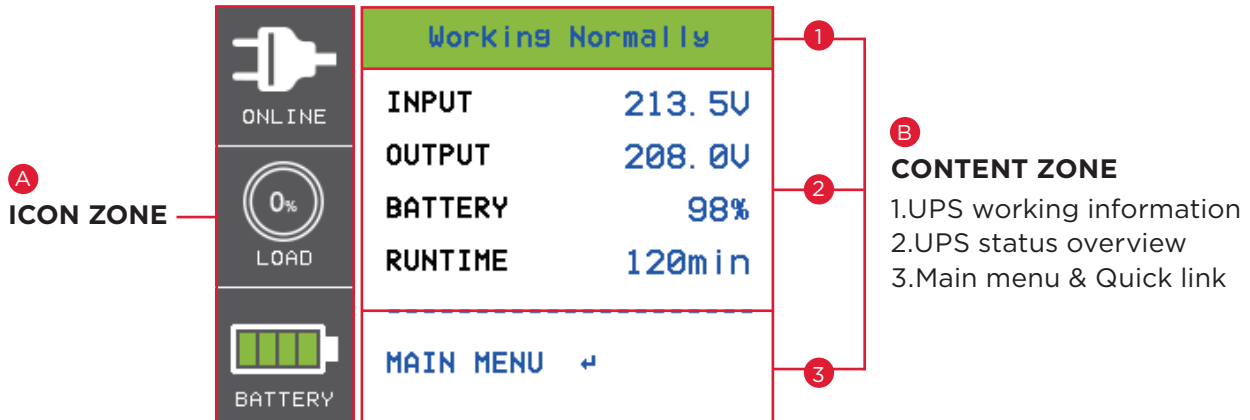 A
ICON ZONE
ONLINE
0%
LOAD
BATTERY
Working Normally
INPUT 213.5V
OUTPUT 208.0V
BATTERY 98%
RUNTIME 120min
MAIN MENU ↵
1
2
3
B
CONTENT ZONE
1.UPS working information
2.UPS status overview
3.Main menu & Quick link